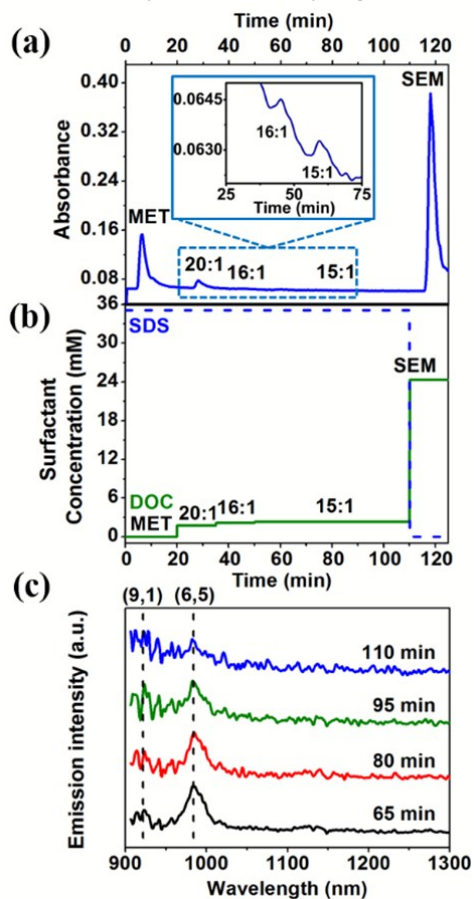 Time (min)
(a)
0 20 40 60 80 100 120
0.40
0.32
0.24
0.16
0.08
Absorbance
MET
SEM
20:1 16:1 15:1
0.0645
0.0630
16:1
15:1
25 50 75
Time (min)
(b)
36
30
24
18
12
6
0
Surfactant
Concentration (mM)
SDS
SEM
DOC
MET
20:1 16:1 15:1
0 20 40 60 80 100 120
Time (min)
(c)
(9,1) (6,5)
Emission intensity (a.u.)
110 min
95 min
80 min
65 min
900 1000 1100 1200 1300
Wavelength (nm)